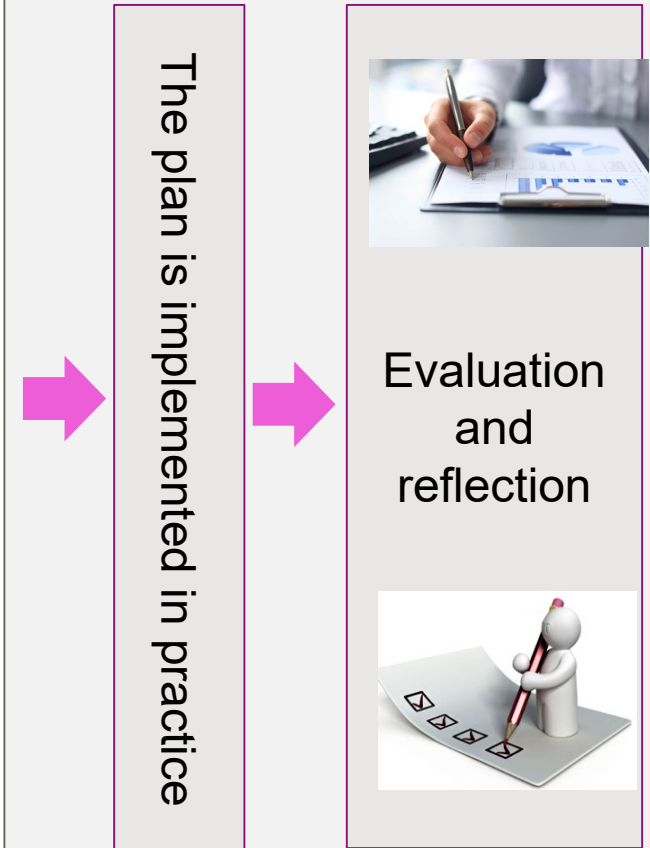 The plan is implemented in practice
Evaluation
and
reflection